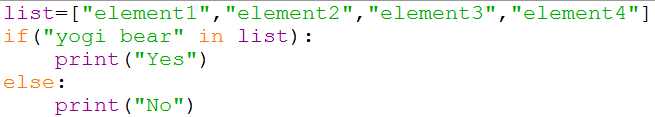 list=["element1","element2","element3","element4"]
if("yogi bear" in list):
    print("Yes")
else:
    print("No")